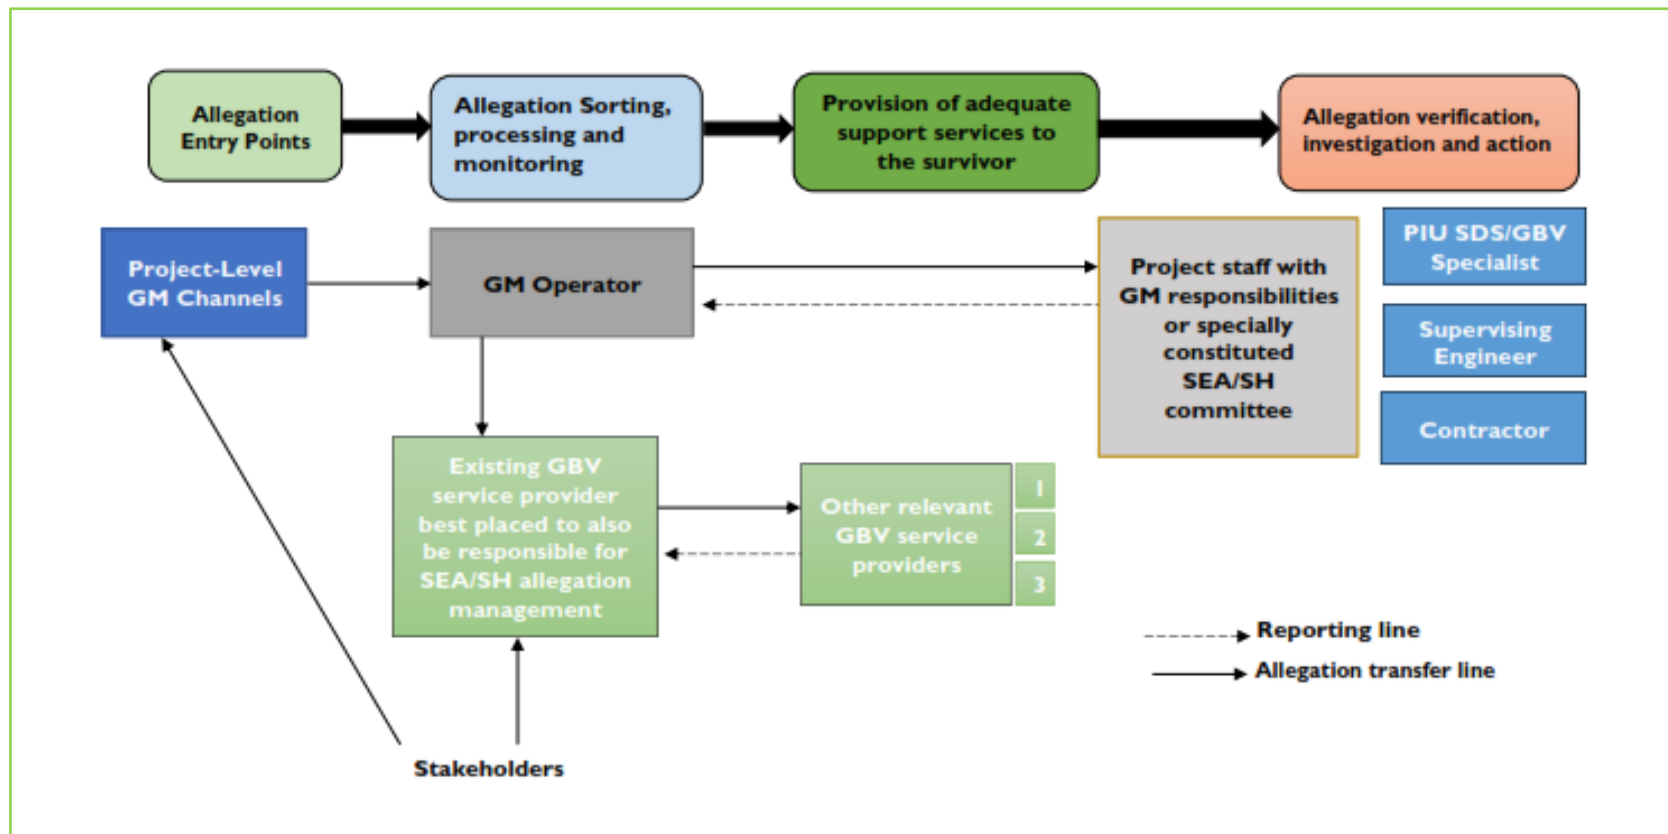 Allegation
Entry Points
Allegation Sorting,
processing and
monitoring
Provision of adequate
support services to
the survivor
Allegation verification,
investigation and action
Project-Level
GM Channels
GM Operator
Project staff with
GM responsibilities
or specially
constituted
SEA/SH
committee
PIU SDS/GBV
Specialist
Supervising
Engineer
Contractor
Existing GBV
service provider
best placed to also
be responsible for
SEA/SH allegation
management
Other relevant
GBV service
providers
1
2
3
Reporting line
Allegation transfer line
Stakeholders